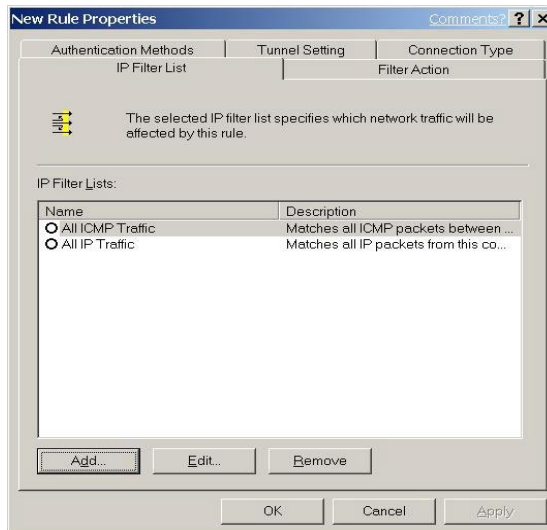 New Rule Properties Comments? ? X
Authentication Methods Tunnel Setting Connection Type
IP Filter List Filter Action
The selected IP filter list specifies which network traffic will be
affected by this rule.
IP Filter Lists:
Name Description
All ICMP Traffic Matches all ICMP packets between ...
All IP Traffic Matches all IP packets from this co...
Add... Edit... Remove
OK Cancel Apply